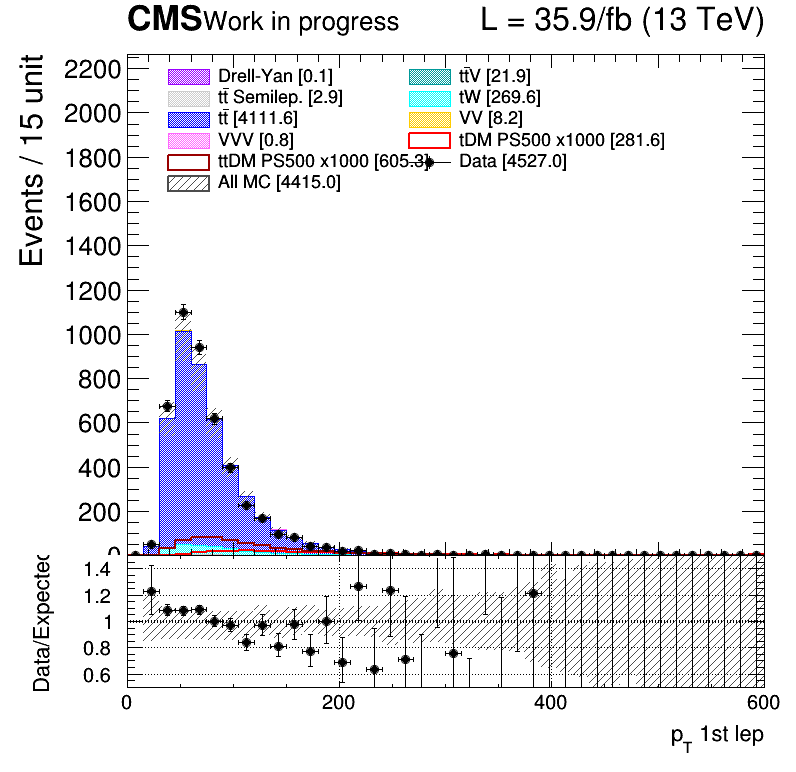 CMS Work in progress L = 35.9/fb (13 TeV)
Events / 15 unit
2200
2000
1800
1600
1400
1200
1000
800
600
400
200
0
Drell-Yan [0.1]
tt̄ Semilep. [2.9]
tt̄ [4111.6]
VVV [0.8]
ttDM PS500 x1000 [605.3]
All MC [4415.0]
tt̄V [21.9]
tW [269.6]
VV [8.2]
tDM PS500 x1000 [281.6]
Data [4527.0]
Data/Expected
1.4
1.2
1
0.8
0.6
0 200 400 600
p_T 1st lep